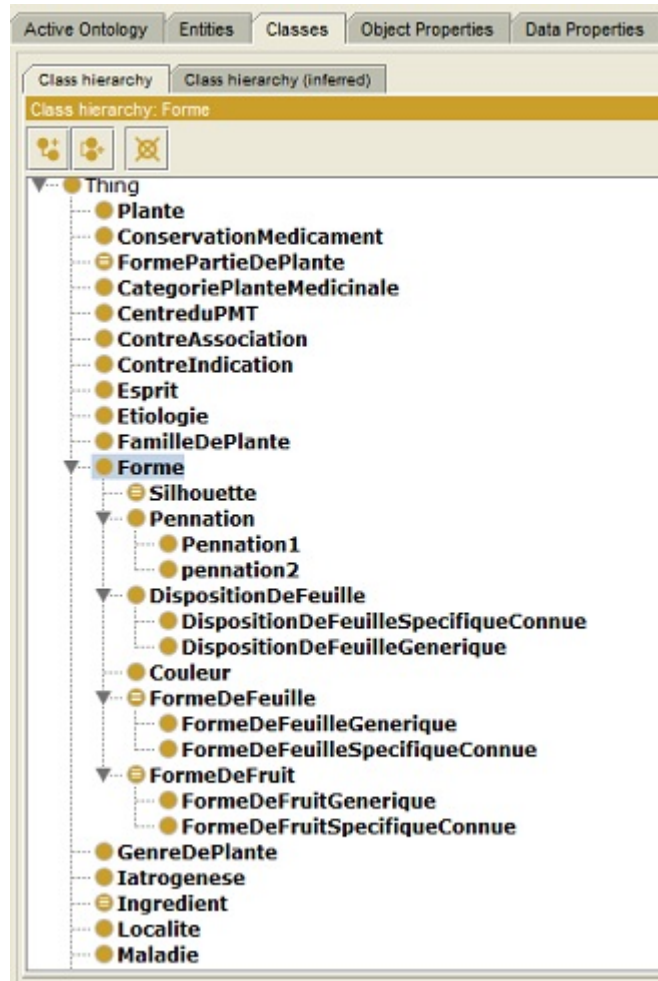 Active Ontology Entities Classes Object Properties Data Properties
Class hierarchy Class hierarchy (inferred)
Class hierarchy: Forme
Thing
Plante
ConservationMedicament
FormePartieDePlante
CategoriePlanteMedicinale
CentreduPMT
ContreAssociation
ContreIndication
Esprit
Etiologie
FamilleDePlante
Forme
Silhouette
Pennation
Pennation1
pennation2
DispositionDeFeuille
DispositionDeFeuilleSpecifiqueConnue
DispositionDeFeuilleGenerique
Couleur
FormeDeFeuille
FormeDeFeuilleGenerique
FormeDeFeuilleSpecifiqueConnue
FormeDeFruit
FormeDeFruitGenerique
FormeDeFruitSpecifiqueConnue
GenreDePlante
Iatrogenese
Ingredient
Localite
Maladie